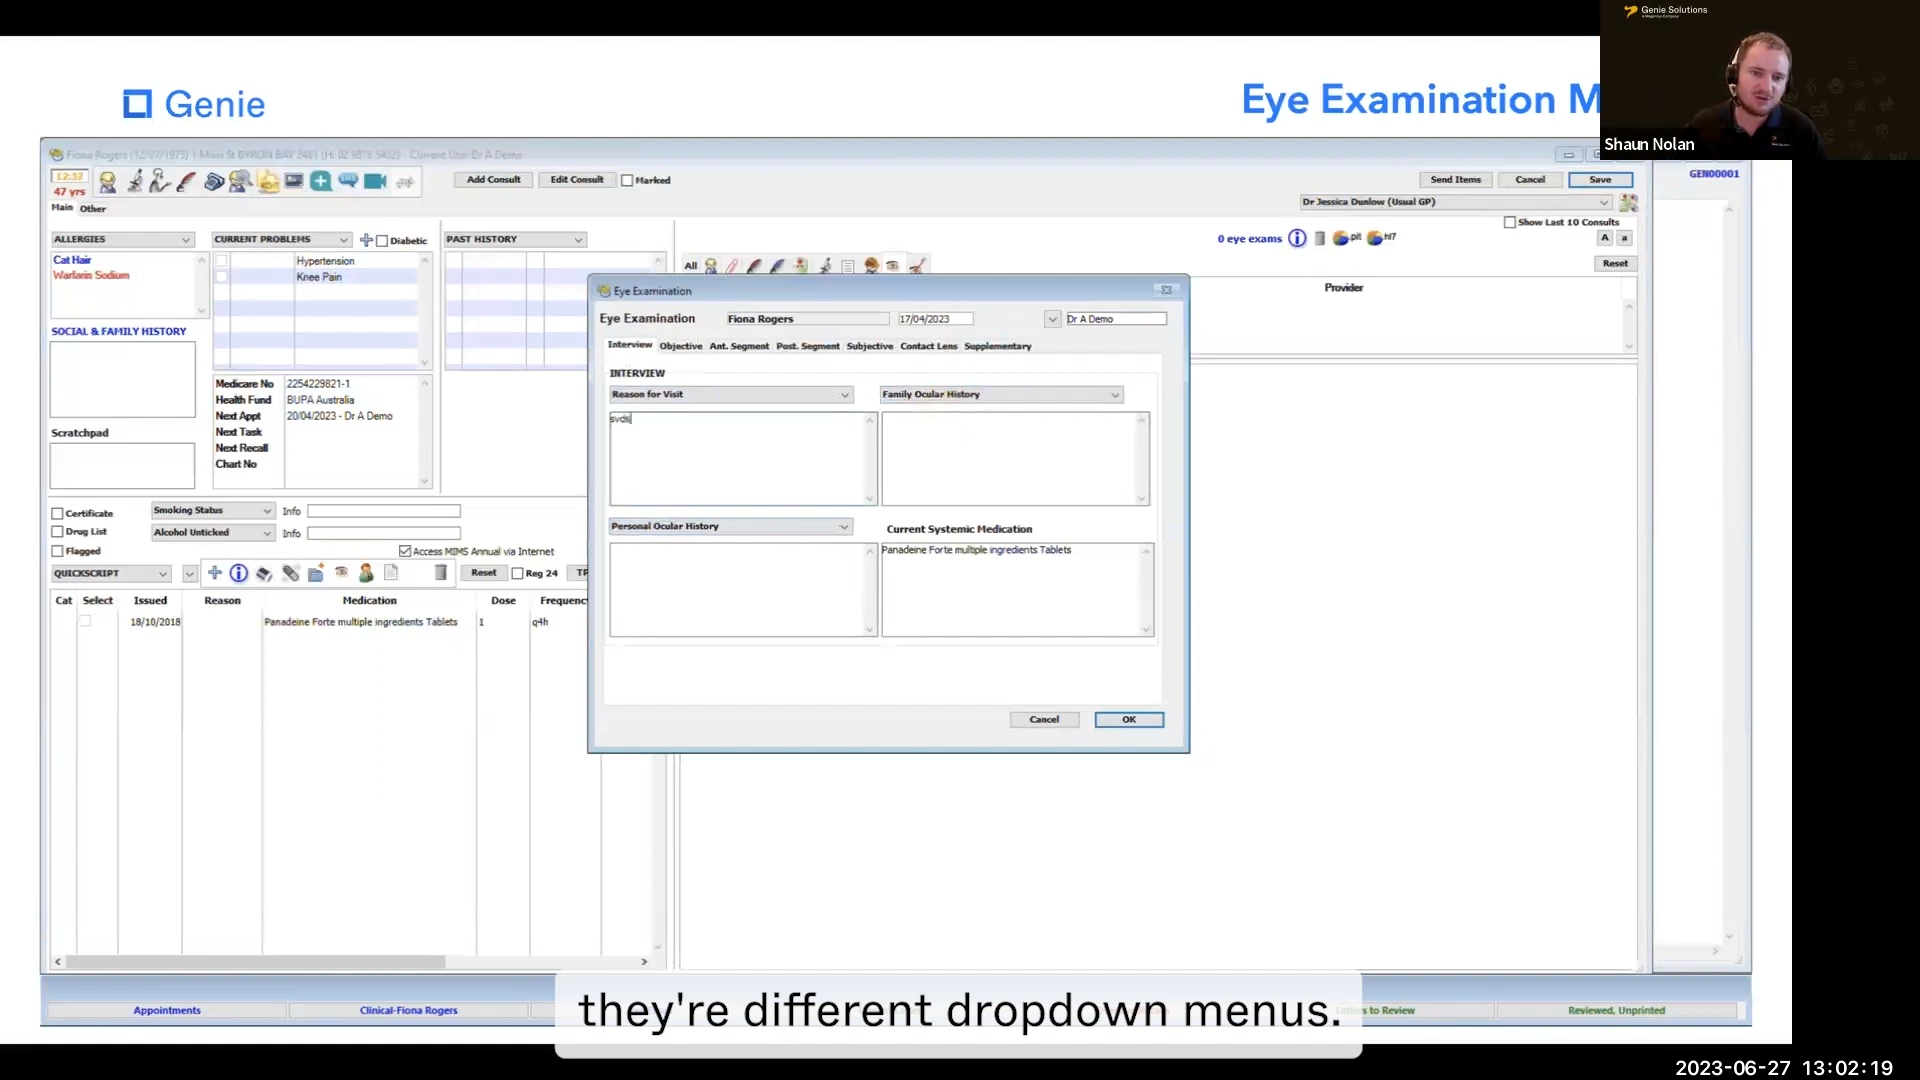 Genie Solutions
A Magentus Company
Genie
Eye Examination M
Shaun Nolan
Fiona Rogers (12/07/1973) 1 Main St BYRON BAY 2481 (H: 02 9878 5432) - Current User Dr A Demo
12:37
47 yrs
Add Consult
Edit Consult
Marked
Send Items
Cancel
Save
GEN00001
Main
Other
Dr Jessica Dunlow (Usual GP)
Show Last 10 Consults
ALLERGIES
CURRENT PROBLEMS
Diabetic
PAST HISTORY
0 eye exams
pit
hl7
A
a
Cat Hair
Warfarin Sodium
Hypertension
Knee Pain
All
Reset
Provider
SOCIAL & FAMILY HISTORY
Medicare No 2254229821-1
Health Fund BUPA Australia
Next Appt 20/04/2023 - Dr A Demo
Next Task
Next Recall
Chart No
Scratchpad
Certificate
Smoking Status
Info
Drug List
Alcohol Unticked
Info
Flagged
Access MIMS Annual via Internet
QUICKSCRIPT
Reset
Reg 24
TP
Cat Select Issued Reason Medication Dose Frequenc
18/10/2018 Panadeine Forte multiple ingredients Tablets 1 q4h
Eye Examination
Eye Examination
Fiona Rogers
17/04/2023
Dr A Demo
Interview Objective Ant. Segment Post. Segment Subjective Contact Lens Supplementary
INTERVIEW
Reason for Visit
Family Ocular History
svds
Personal Ocular History
Current Systemic Medication
Panadeine Forte multiple ingredients Tablets
Cancel
OK
they're different dropdown menus.
Appointments
Clinical-Fiona Rogers
to Review
Reviewed, Unprinted
2023-06-27 13:02:19